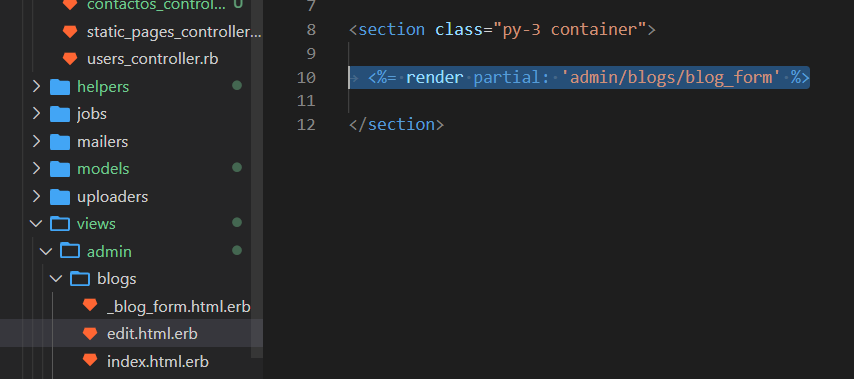 contactos_control... U
static_pages_controller...
users_controller.rb
helpers
jobs
mailers
models
uploaders
views
admin
blogs
_blog_form.html.erb
edit.html.erb
index.html.erb
7
8 <section class="py-3 container">
9
10 <%= render partial: 'admin/blogs/blog_form' %>
11
12 </section>